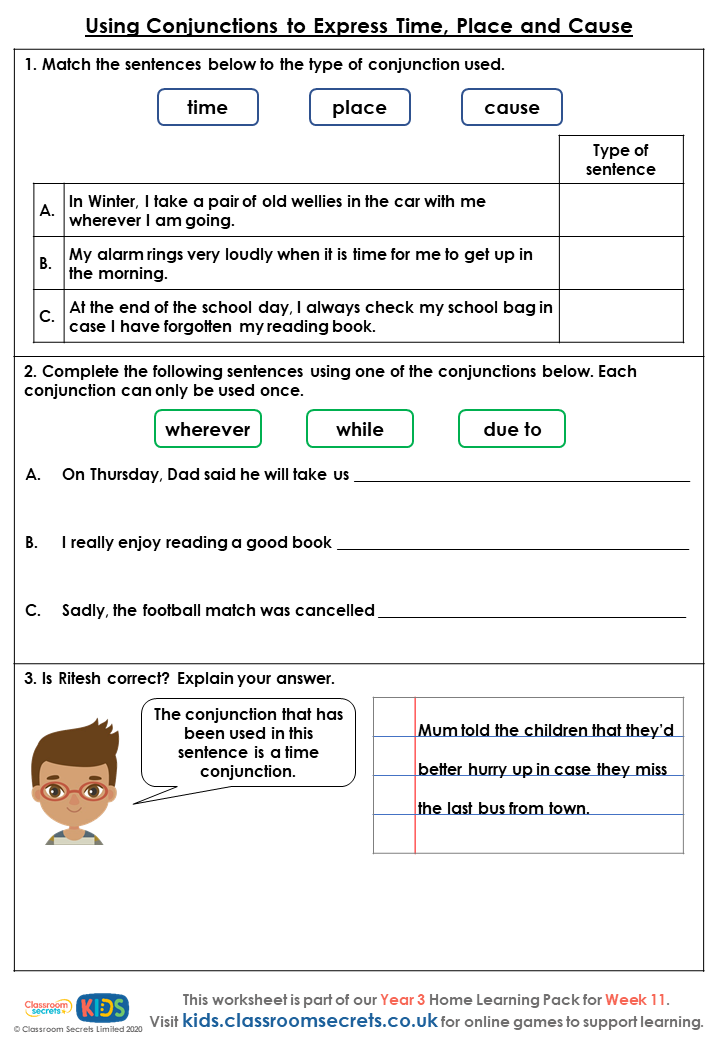 Using Conjunctions to Express Time, Place and Cause
1. Match the sentences below to the type of conjunction used.
time
place
cause
Type of
sentence
A.
In Winter, I take a pair of old wellies in the car with me
wherever I am going.
B.
My alarm rings very loudly when it is time for me to get up in
the morning.
C.
At the end of the school day, I always check my school bag in
case I have forgotten my reading book.
2. Complete the following sentences using one of the conjunctions below. Each
conjunction can only be used once.
wherever
while
due to
A. On Thursday, Dad said he will take us
B. I really enjoy reading a good book
C. Sadly, the football match was cancelled
3. Is Ritesh correct? Explain your answer.
The conjunction that has
been used in this
sentence is a time
conjunction.
Mum told the children that they'd
better hurry up in case they miss
the last bus from town.
Classroom
secrets
KIDS
© Classroom Secrets Limited 2020
This worksheet is part of our Year 3 Home Learning Pack for Week 11.
Visit kids.classroomsecrets.co.uk for online games to support learning.